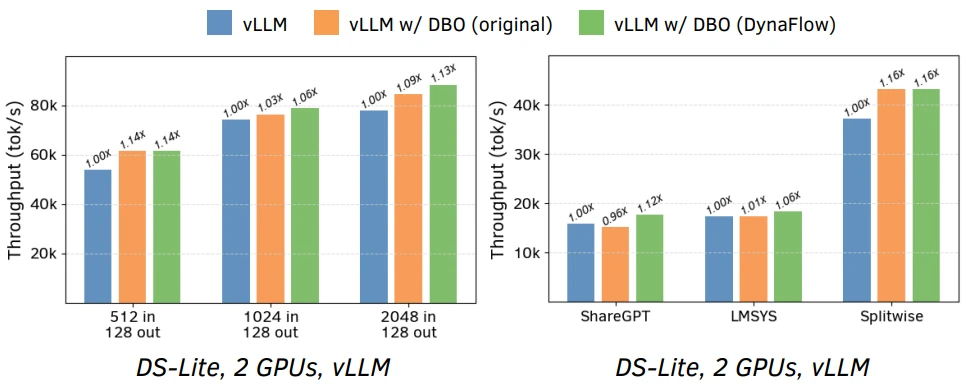 vLLM vLLM w/ DBO (original) vLLM w/ DBO (DynaFlow)
Throughput (tok/s)
80k
60k
40k
20k
1.00x 1.14x 1.14x
1.00x 1.03x 1.06x
1.00x 1.09x 1.13x
512 in 1024 in 2048 in
128 out 128 out 128 out
DS-Lite, 2 GPUs, vLLM
Throughput (tok/s)
40k
30k
20k
10k
1.00x 0.96x 1.12x
1.00x 1.01x 1.06x
1.00x 1.16x 1.16x
ShareGPT LMSYS Splitwise
DS-Lite, 2 GPUs, vLLM